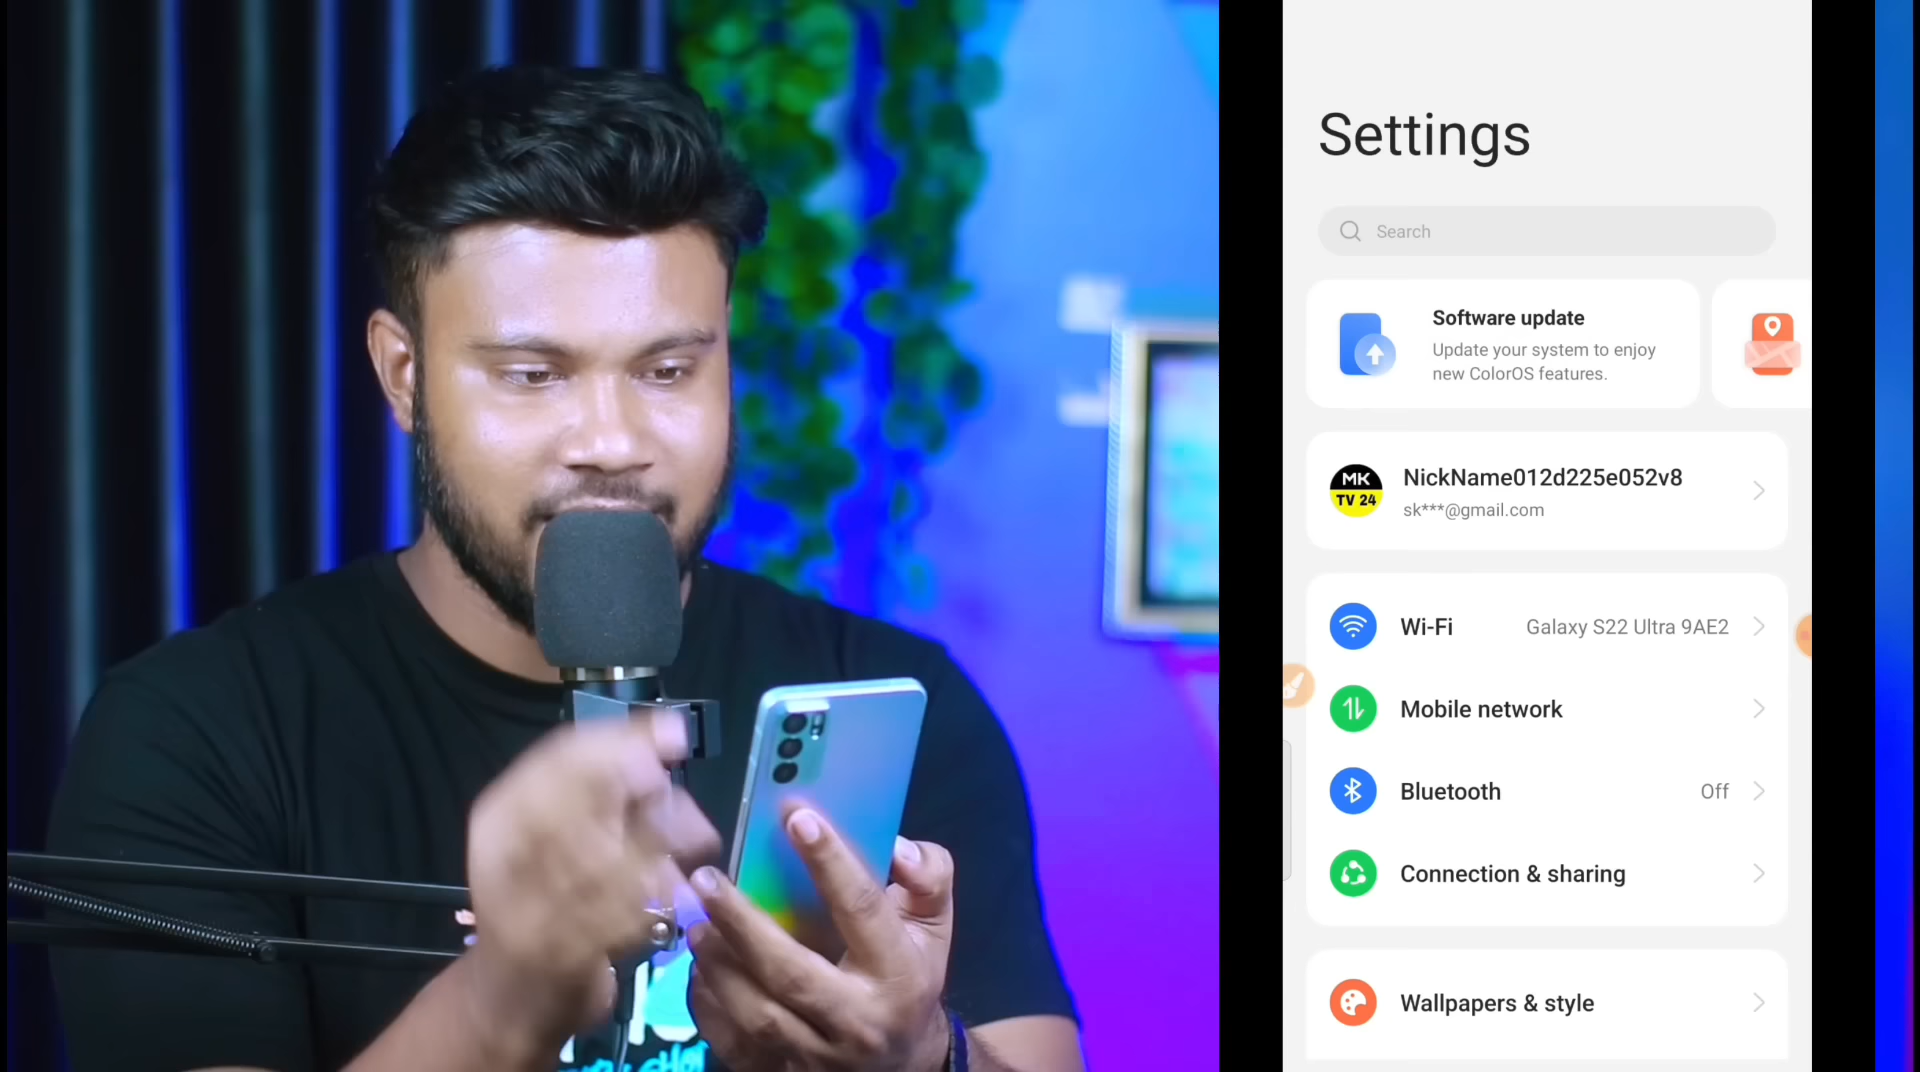 Settings
Search
Software update
Update your system to enjoy
new ColorOS features.
MK
TV 24
NickName012d225e052v8
sk***@gmail.com
Wi-Fi
Galaxy S22 Ultra 9AE2
Mobile network
Bluetooth
Off
Connection & sharing
Wallpapers & style